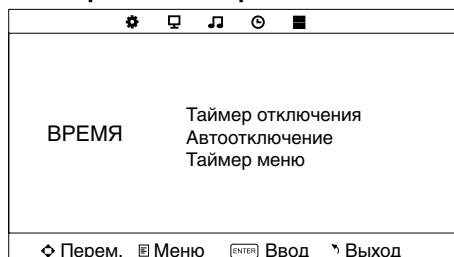 ВРЕМЯ
Таймер отключения
Автоотключение
Таймер меню
Перем. Меню ENTER Ввод Выход